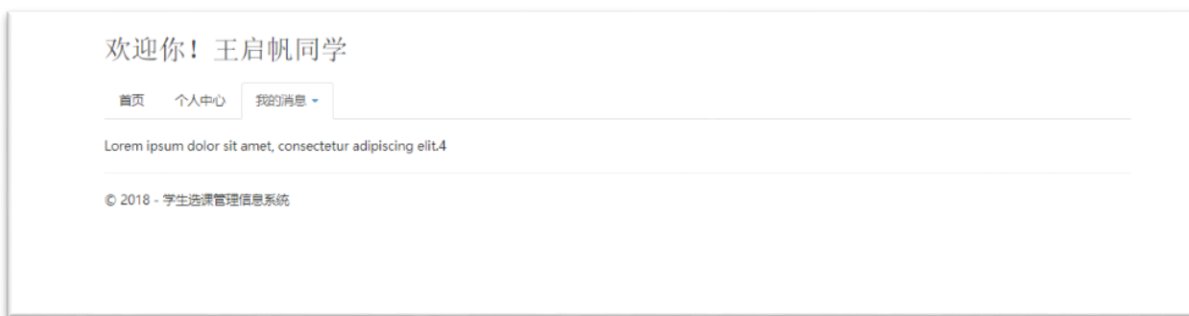 欢迎你！王启帆同学
首页 个人中心 我的消息
Lorem ipsum dolor sit amet, consectetur adipiscing elit.4
© 2018 - 学生选课管理信息系统